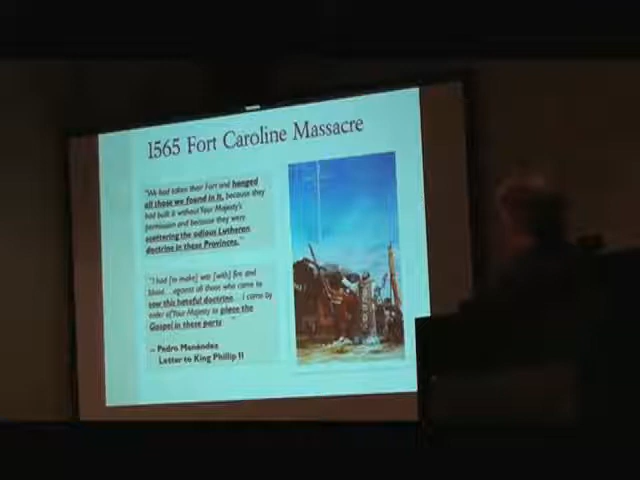 1565 Fort Caroline Massacre
"We had taken their Fort and hanged
all those we found in it, because they
had built it without Your Majesty's
permission and because they were
scattering the odious Lutheran
doctrine in these Provinces."
"I had [to make] war [with] fire and
blood... against all those who came to
sow this hateful doctrine... I came by
order of Your Majesty to place the
Gospel in these parts..."
-- Pedro Menéndez
Letter to King Phillip II